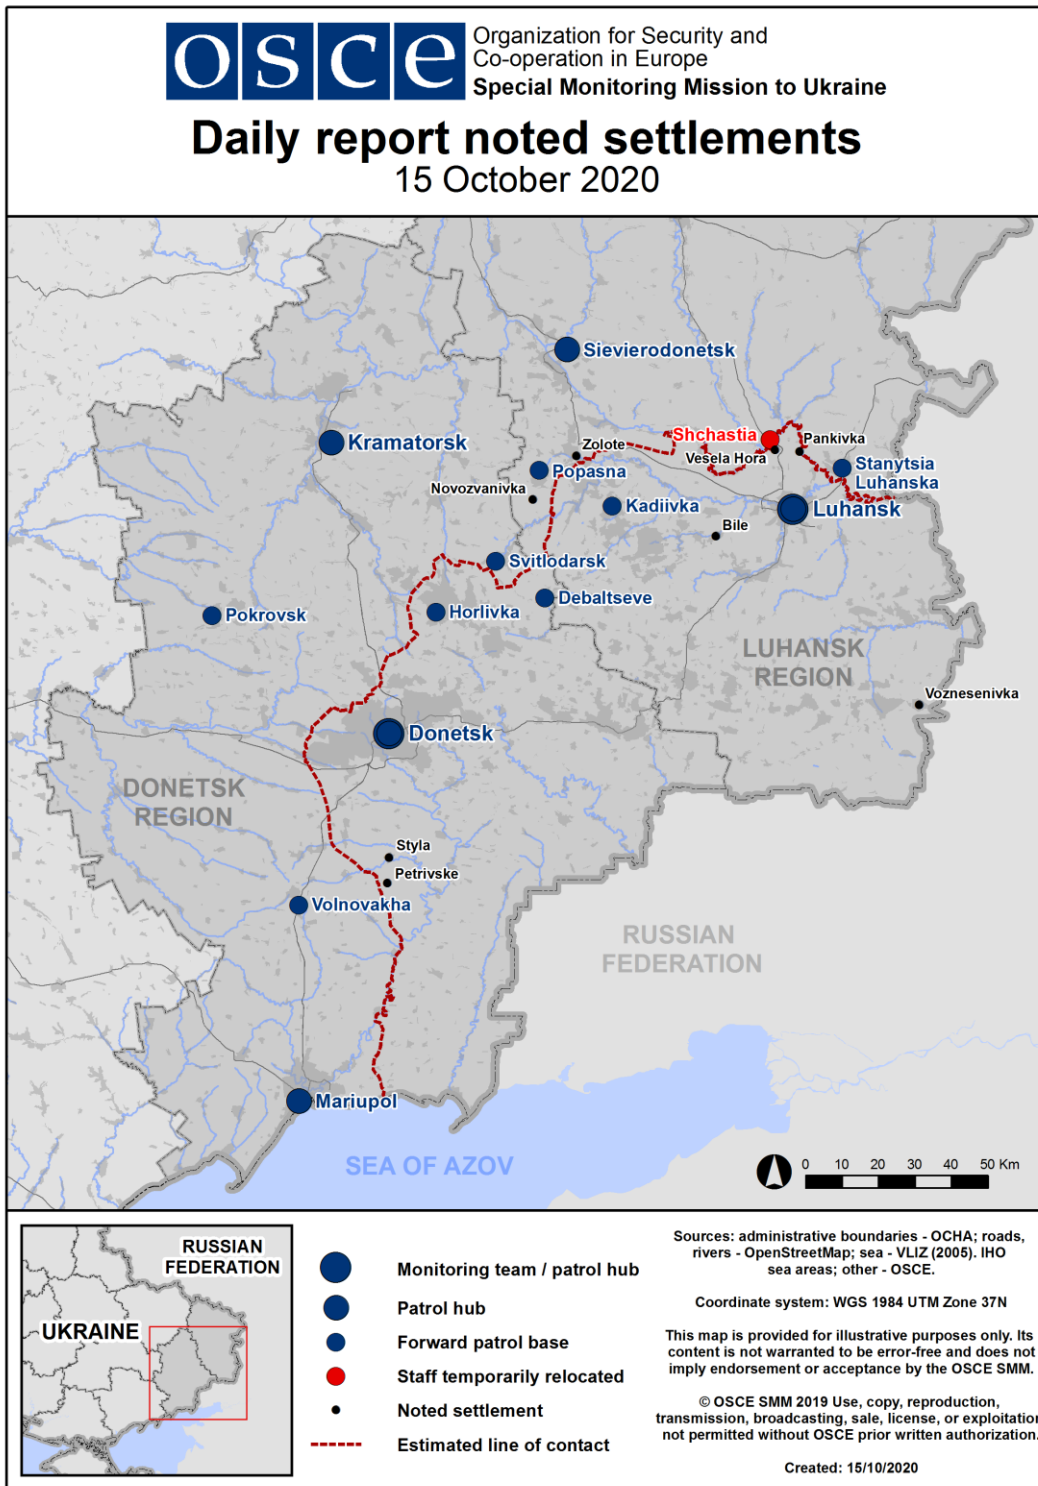 osce
Organization for Security and
Co-operation in Europe
Special Monitoring Mission to Ukraine
Daily report noted settlements
15 October 2020
Sievierodonetsk
Kramatorsk
Shchastia
Pankivka
Zolote
Vesela Hora
Popasna
Stanytsia
Luhanska
Novozvanivka
Kadiivka
Luhansk
Bile
Svitlodarsk
Debaltseve
Horlivka
Pokrovsk
LUHANSK
REGION
Voznesenivka
Donetsk
DONETSK
REGION
Styla
Petrivske
Volnovakha
RUSSIAN
FEDERATION
Mariupol
SEA OF AZOV
0 10 20 30 40 50 Km
RUSSIAN
FEDERATION
UKRAINE
Monitoring team / patrol hub
Patrol hub
Forward patrol base
Staff temporarily relocated
Noted settlement
Estimated line of contact
Sources: administrative boundaries - OCHA; roads,
rivers - OpenStreetMap; sea - VLIZ (2005). IHO
sea areas; other - OSCE.
Coordinate system: WGS 1984 UTM Zone 37N
This map is provided for illustrative purposes only. Its
content is not warranted to be error-free and does not
imply endorsement or acceptance by the OSCE SMM.
© OSCE SMM 2019 Use, copy, reproduction,
transmission, broadcasting, sale, license, or exploitation
not permitted without OSCE prior written authorization.
Created: 15/10/2020